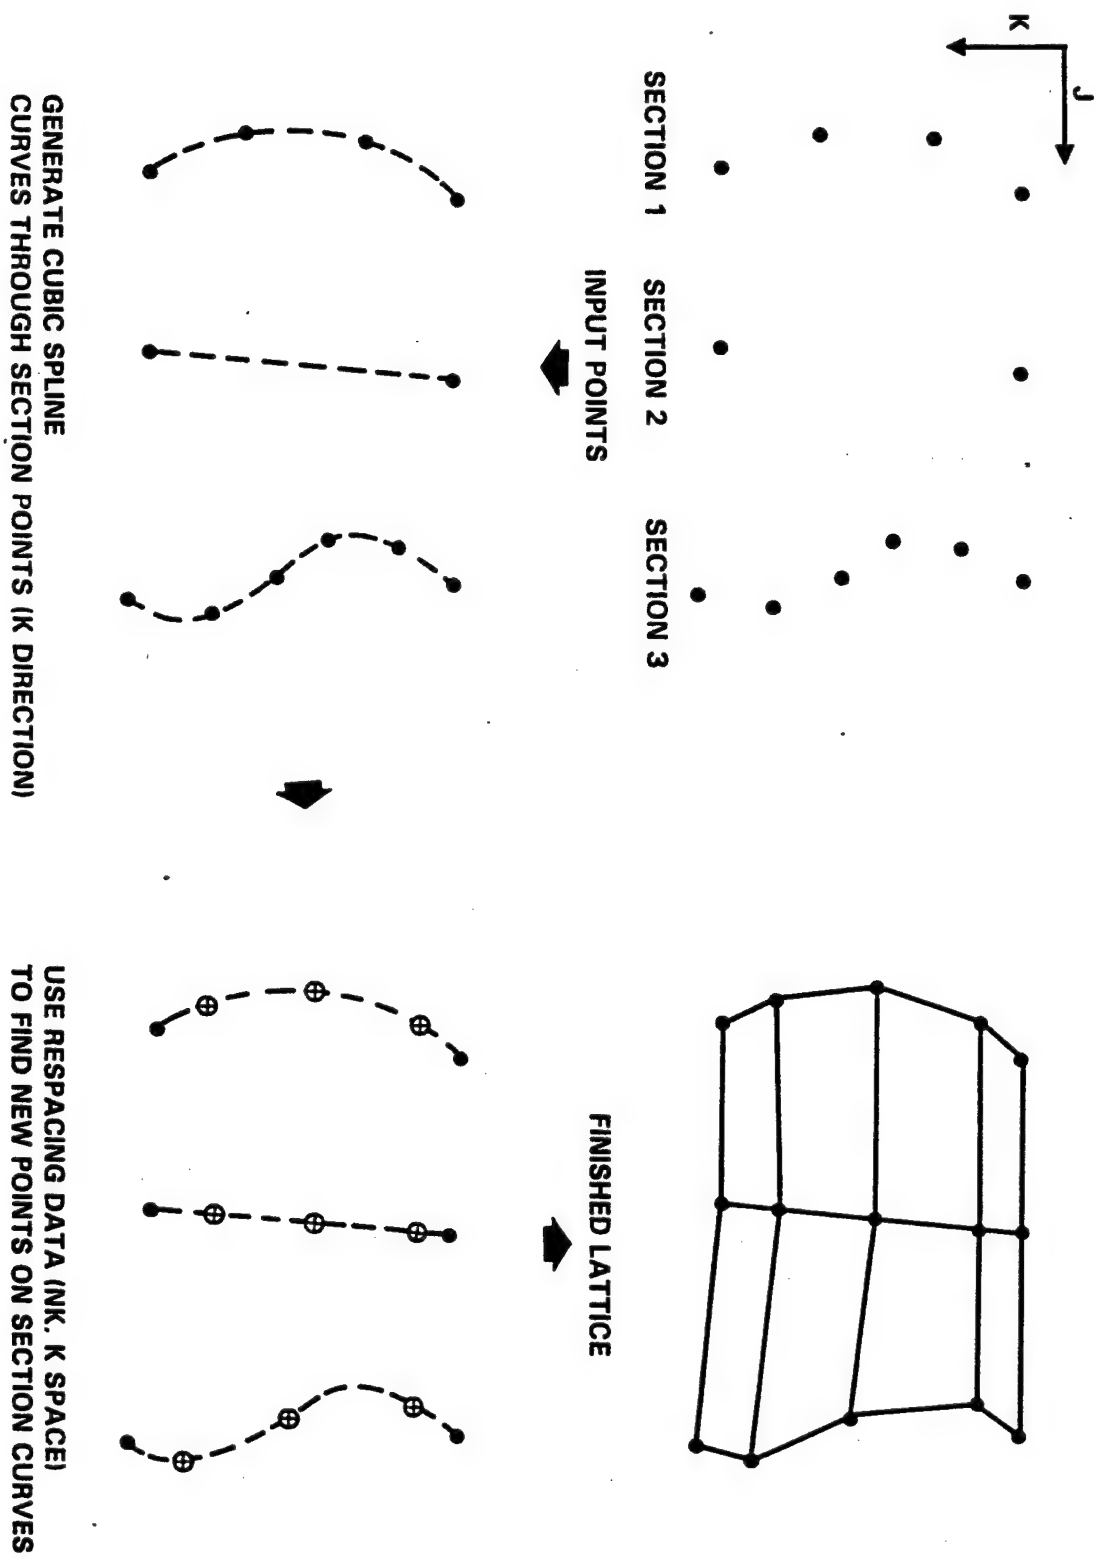 K
J
SECTION 1
SECTION 2
SECTION 3
INPUT POINTS
GENERATE CUBIC SPLINE
CURVES THROUGH SECTION POINTS (K DIRECTION)
FINISHED LATTICE
USE RESPACING DATA (NK. K SPACE)
TO FIND NEW POINTS ON SECTION CURVES